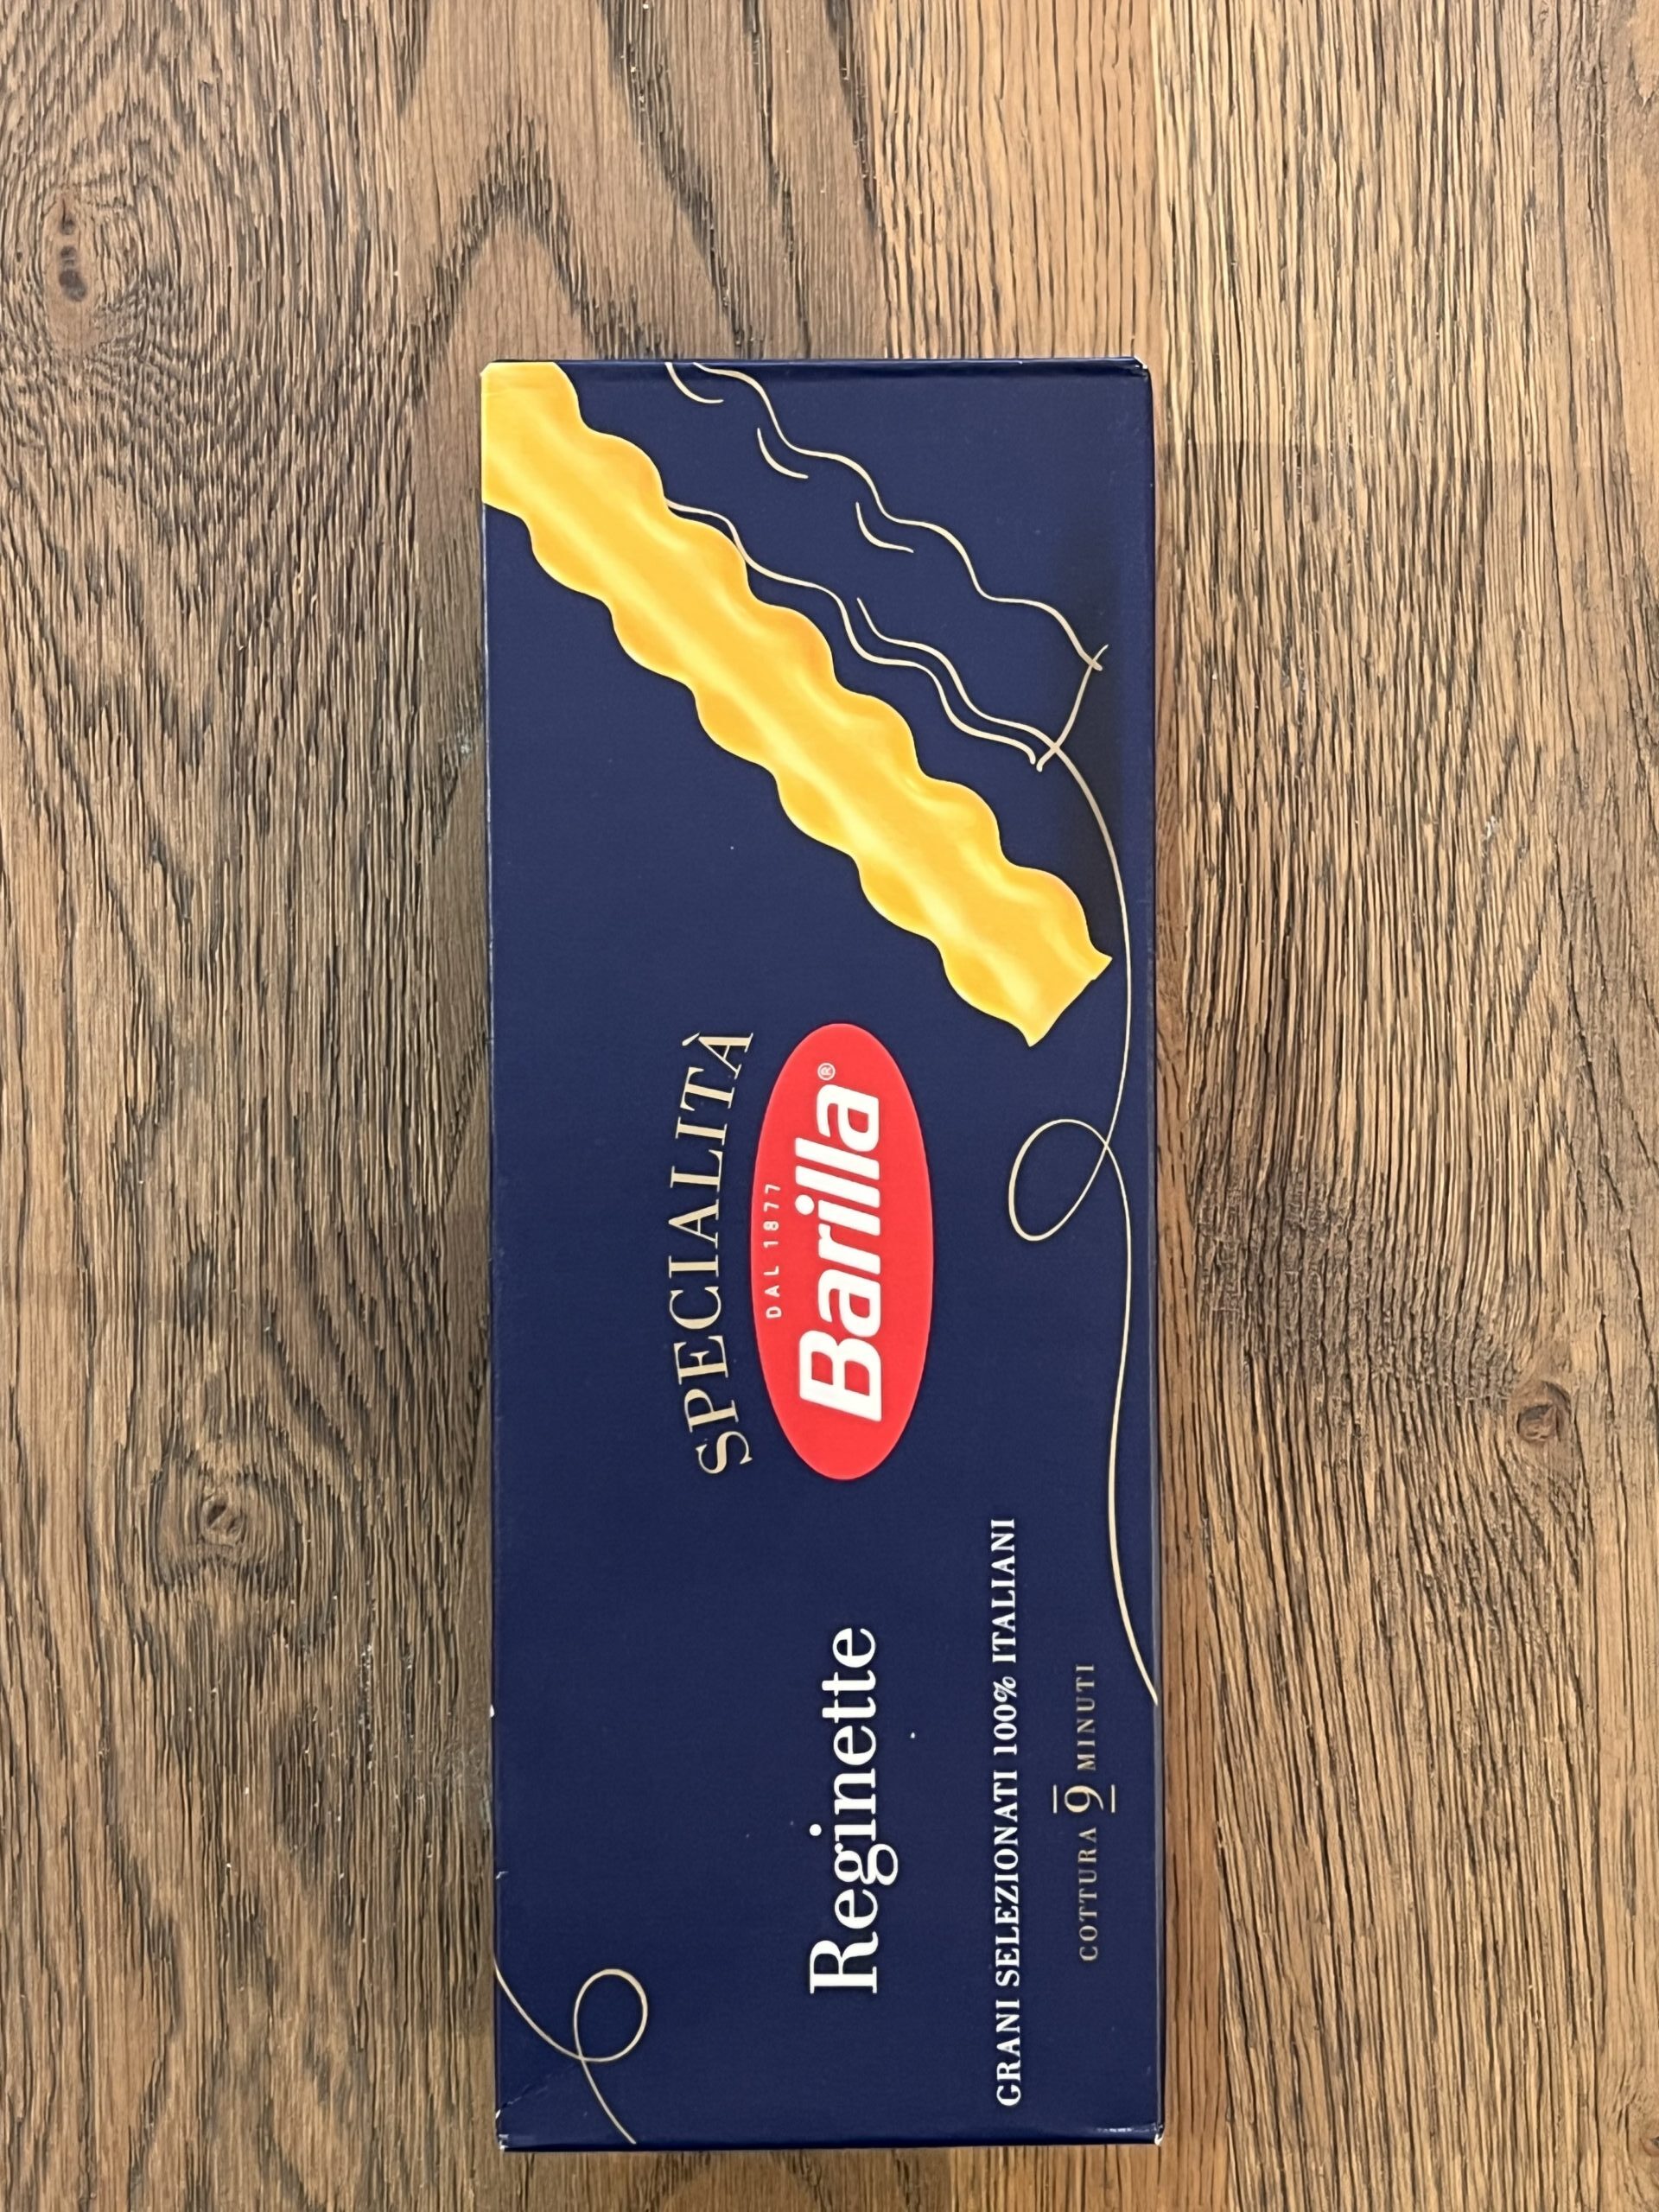 SPECIALITÀ
DAL 1877
Barilla®
Reginette
GRANI SELEZIONATI 100% ITALIANI
COTTURA 9 MINUTI